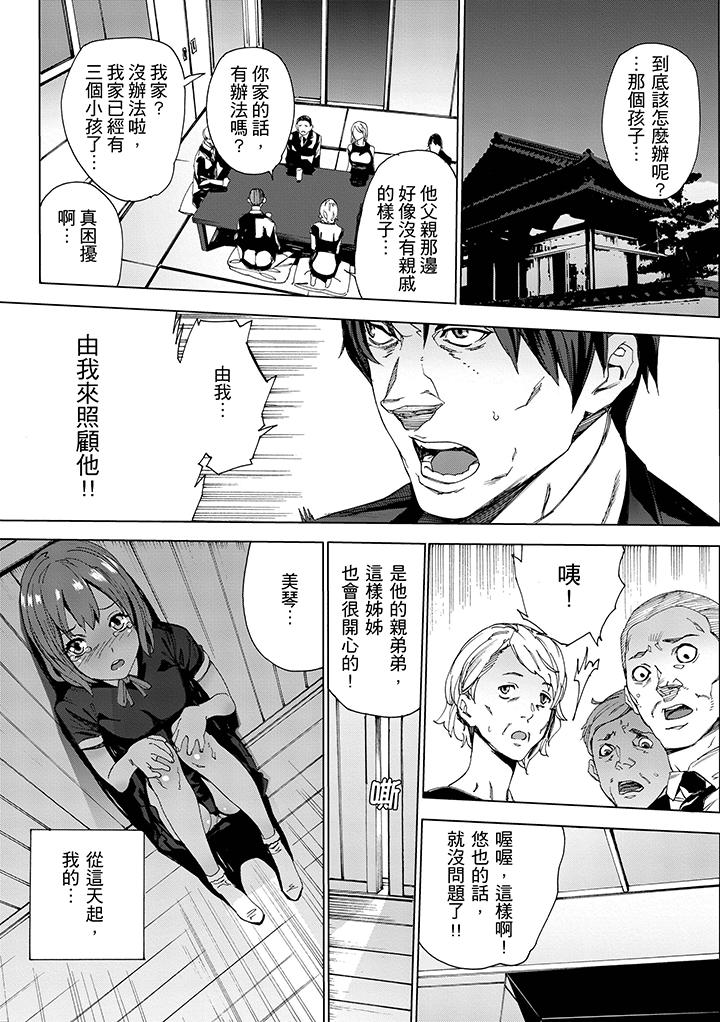 到底該怎麼辦呢？
…那個孩子…
他父親那邊
好像沒有親戚
的樣子…
你家的話，
有辦法嗎？
我家？
沒辦法啦，
我家已經有
三個小孩了…
真困擾
啊…
由我…
由我來照顧他!!
咦！
是他的親弟弟，
這樣姊姊
也會很開心的！
喔喔，這樣啊！
悠也的話，
就沒問題了!!
嘶
美琴…
從這天起，
我的…